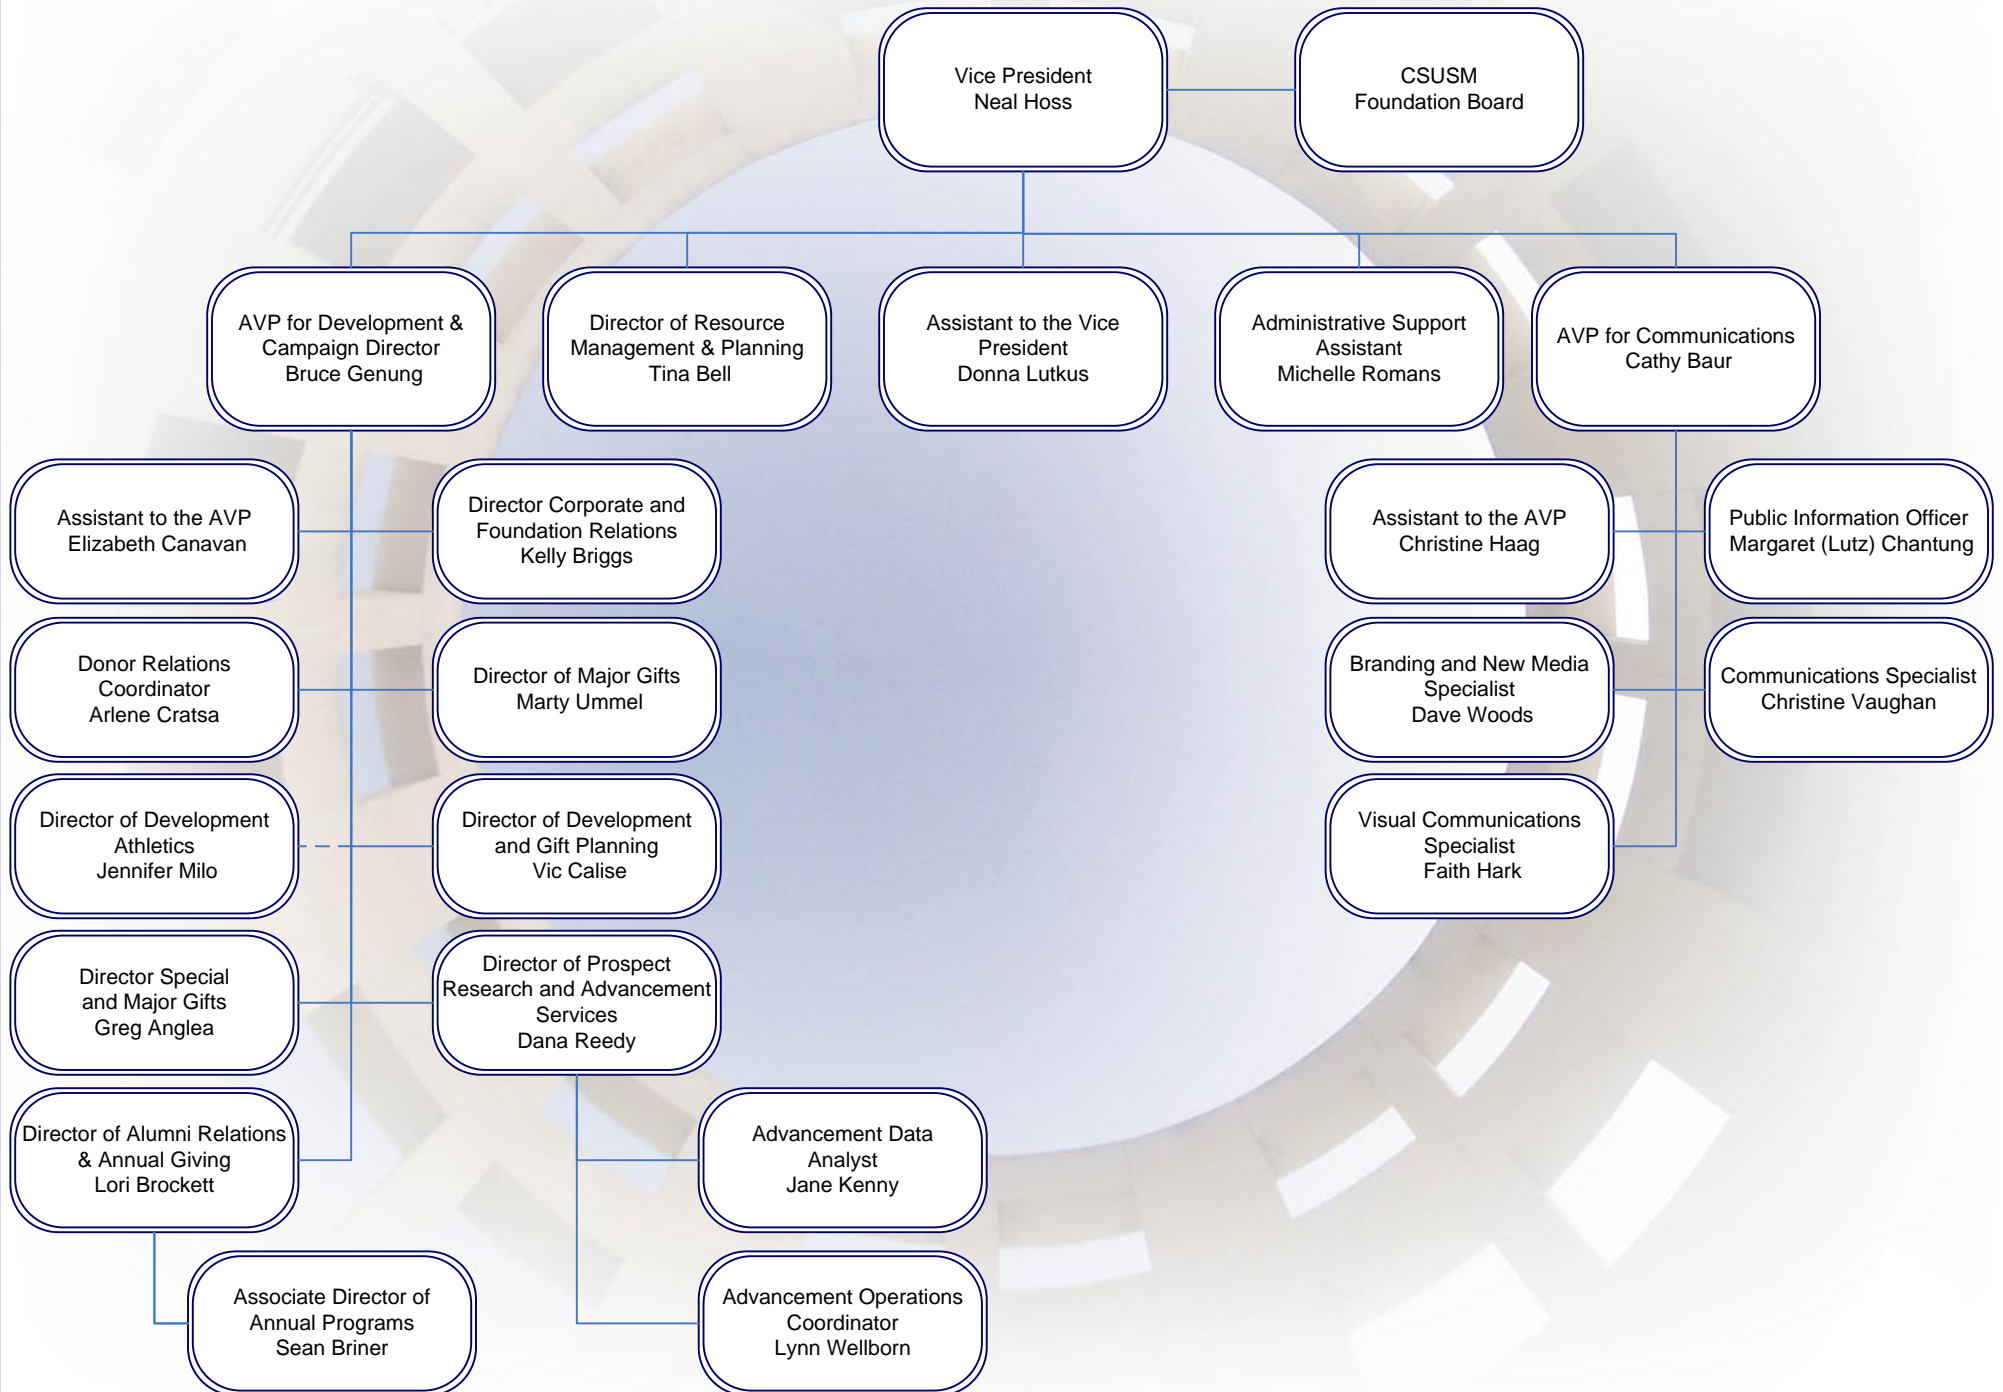 Vice President
Neal Hoss
CSUSM
Foundation Board
AVP for Development &
Campaign Director
Bruce Genung
Director of Resource
Management & Planning
Tina Bell
Assistant to the Vice
President
Donna Lutkus
Administrative Support
Assistant
Michelle Romans
AVP for Communications
Cathy Baur
Assistant to the AVP
Elizabeth Canavan
Director Corporate and
Foundation Relations
Kelly Briggs
Assistant to the AVP
Christine Haag
Public Information Officer
Margaret (Lutz) Chantung
Donor Relations
Coordinator
Arlene Cratsa
Director of Major Gifts
Marty Ummel
Branding and New Media
Specialist
Dave Woods
Communications Specialist
Christine Vaughan
Director of Development
Athletics
Jennifer Milo
Director of Development
and Gift Planning
Vic Calise
Visual Communications
Specialist
Faith Hark
Director Special
and Major Gifts
Greg Anglea
Director of Prospect
Research and Advancement
Services
Dana Reedy
Director of Alumni Relations
& Annual Giving
Lori Brockett
Advancement Data
Analyst
Jane Kenny
Associate Director of
Annual Programs
Sean Briner
Advancement Operations
Coordinator
Lynn Wellborn